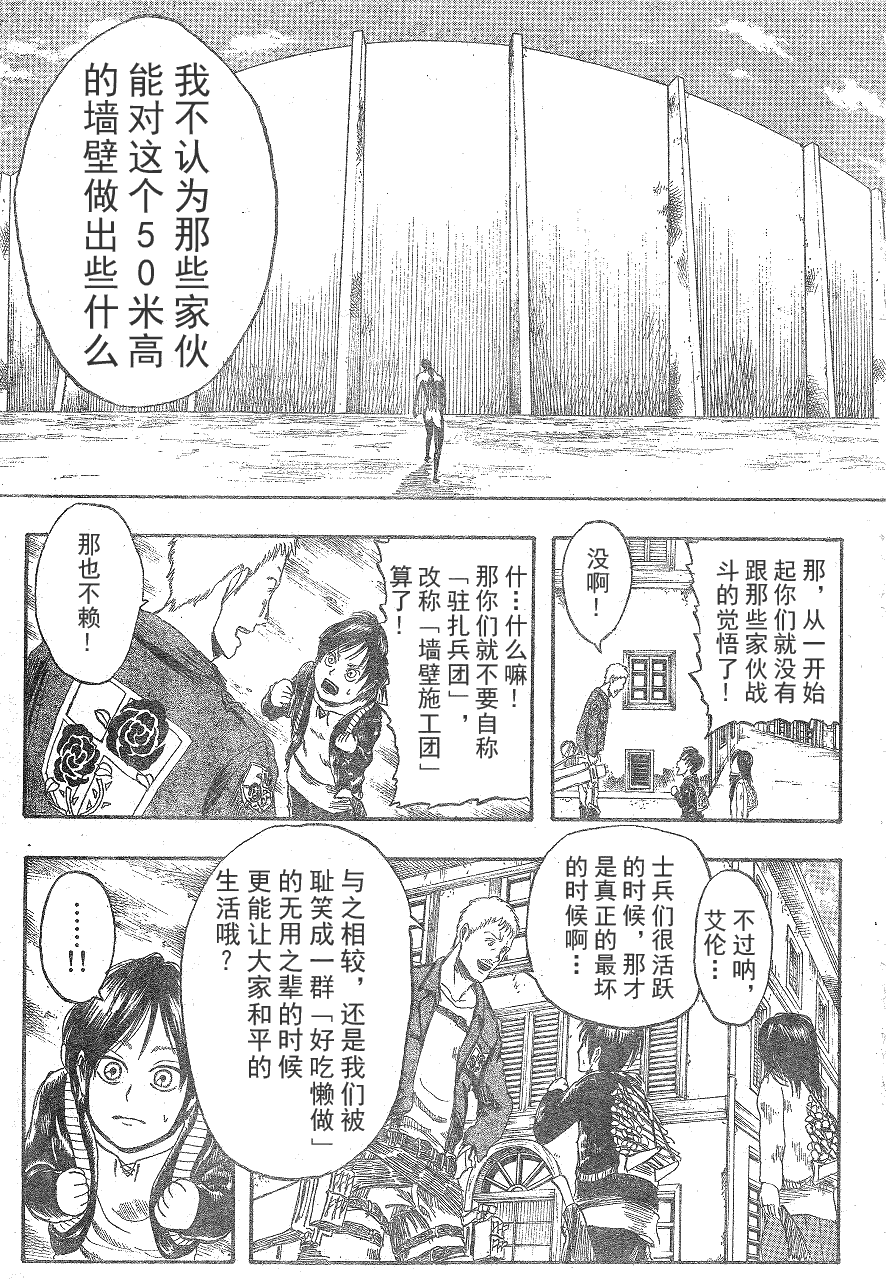 我不认为那些家伙
能对这个50米高
的墙壁做出些什么
那，从一开始
起你们就没有
跟那些家伙战
斗的觉悟了！
没啊！
什…什么嘛！
那你们就不要自称
「驻扎兵团」，
改称「墙壁施工团」
算了！
那也不赖！
不过呐，
艾伦…
士兵们很活跃
的时候，那才
是真正的最坏
的时候啊…
与之相较，还是我们被
耻笑成一群「好吃懒做」
的无用之辈的时候
更能让大家和平的
生活哦？
……!!